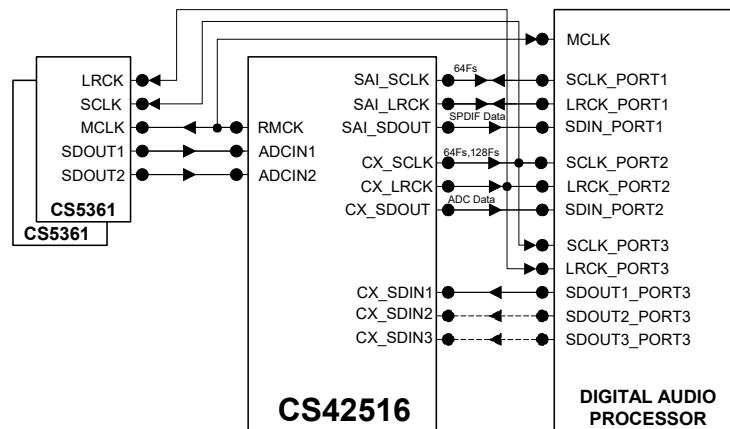 MCLK
LRCK
SCLK
MCLK
SDOUT1
SDOUT2
CS5361
CS5361
RMCK
ADCIN1
ADCIN2
SAI_SCLK
SAI_LRCK
SAI_SDOUT
CX_SCLK
CX_LRCK
CX_SDOUT
CX_SDIN1
CX_SDIN2
CX_SDIN3
CS42516
64Fs
SPDIF Data
64Fs,128Fs
ADC Data
SCLK_PORT1
LRCK_PORT1
SDIN_PORT1
SCLK_PORT2
LRCK_PORT2
SDIN_PORT2
SCLK_PORT3
LRCK_PORT3
SDOUT1_PORT3
SDOUT2_PORT3
SDOUT3_PORT3
DIGITAL AUDIO
PROCESSOR